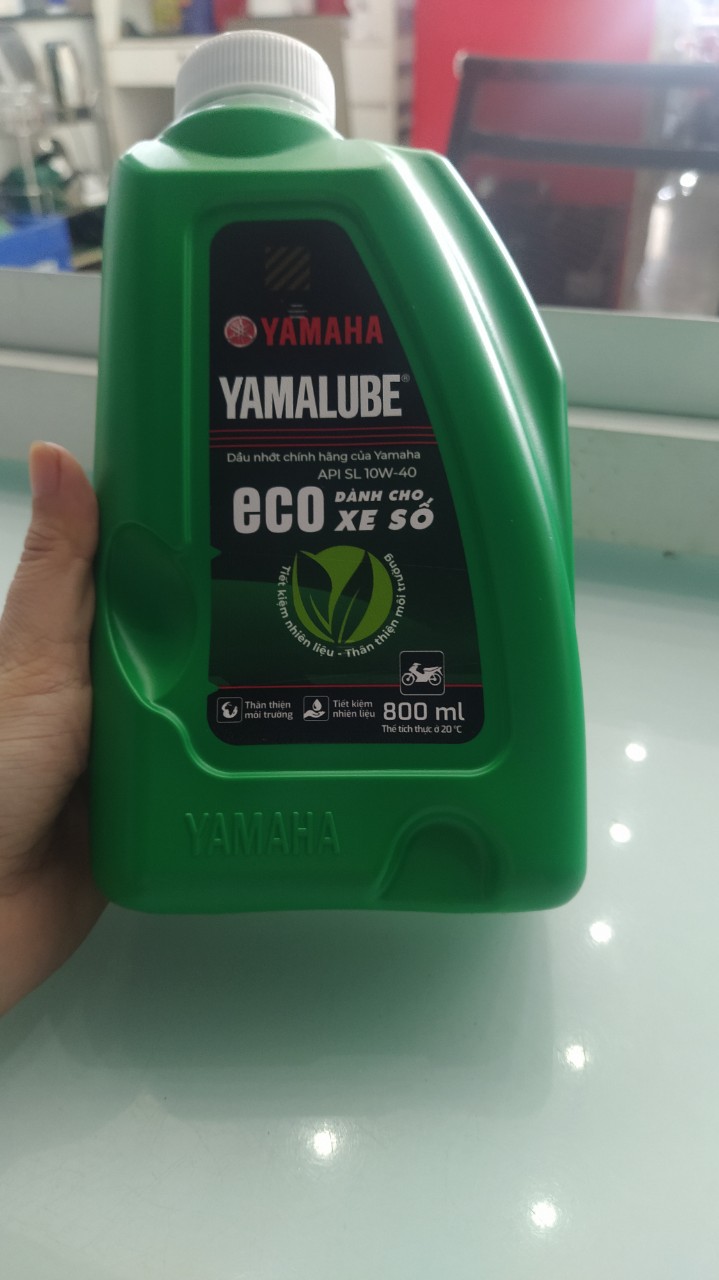 YAMAHA
YAMALUBE®
Dầu nhớt chính hãng của Yamaha
API SL 10W-40
eco DÀNH CHO
XE SỐ
Tiết kiệm nhiên liệu - Thân thiện môi trường
Thân thiện
môi trường
Tiết kiệm
nhiên liệu
800 ml
Thể tích thực ở 20 °C
YAMAHA